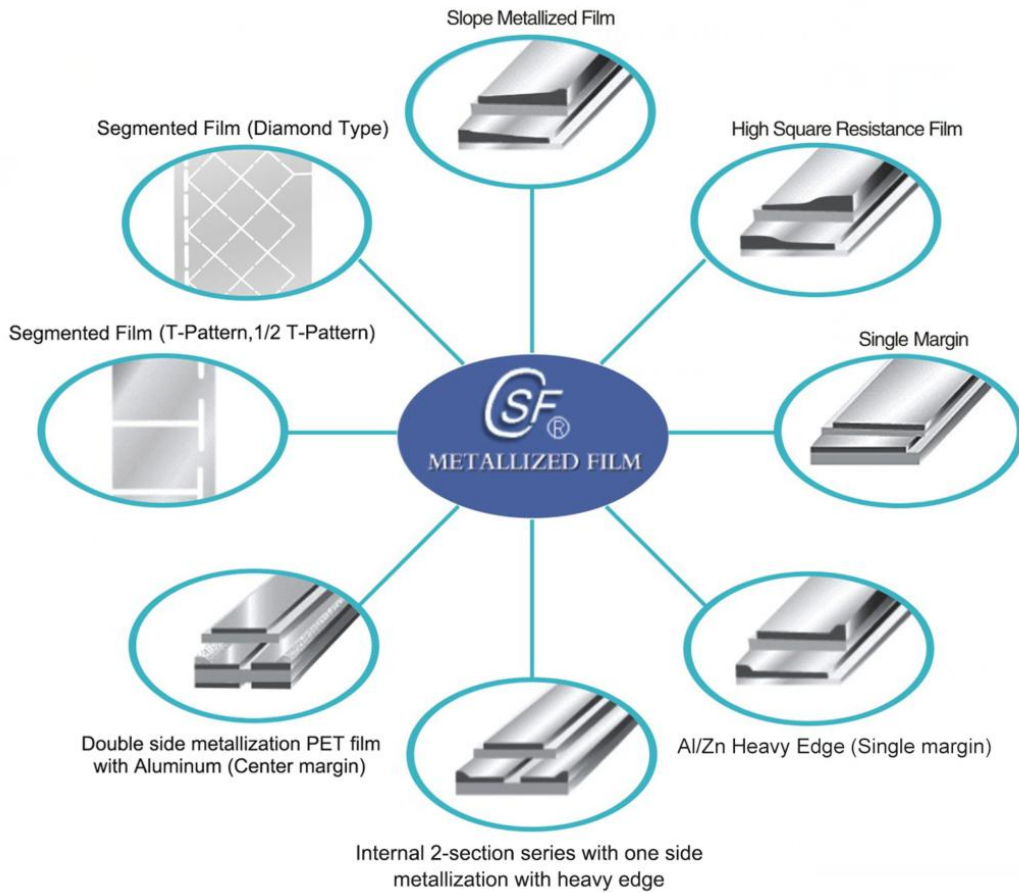 Slope Metallized Film
Segmented Film (Diamond Type)
High Square Resistance Film
Segmented Film (T-Pattern,1/2 T-Pattern)
Single Margin
CSF®
METALLIZED FILM
Double side metallization PET film
with Aluminum (Center margin)
Al/Zn Heavy Edge (Single margin)
Internal 2-section series with one side
metallization with heavy edge